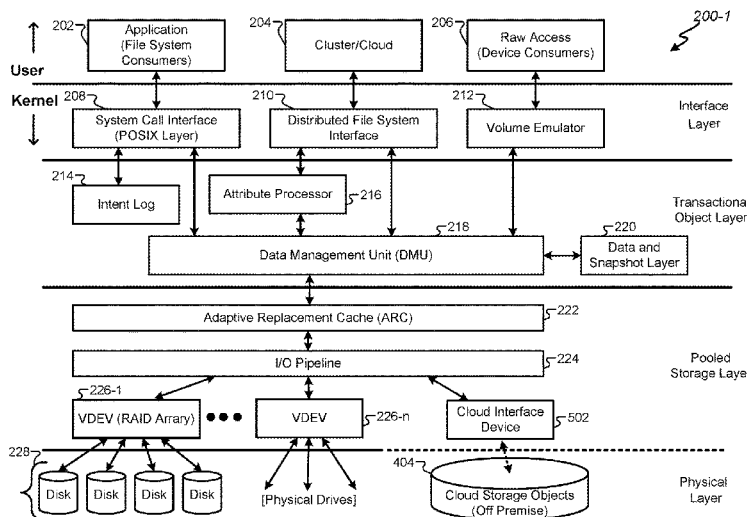 200-1
202
Application
(File System
Consumers)
204
Cluster/Cloud
206
Raw Access
(Device Consumers)
User
Kernel
208
System Call Interface
(POSIX Layer)
210
Distributed File System
Interface
212
Volume Emulator
Interface
Layer
214
Intent Log
Attribute Processor
216
Transactional
Object Layer
218
Data Management Unit (DMU)
220
Data and
Snapshot Layer
Adaptive Replacement Cache (ARC)
222
I/O Pipeline
224
Pooled
Storage Laye
226-1
VDEV (RAID Arrary)
VDEV
226-n
Cloud Interface
Device
502
228
Disk
Disk
Disk
Disk
[Physical Drives]
404
Cloud Storage Objects
(Off Premise)
Physical
Layer